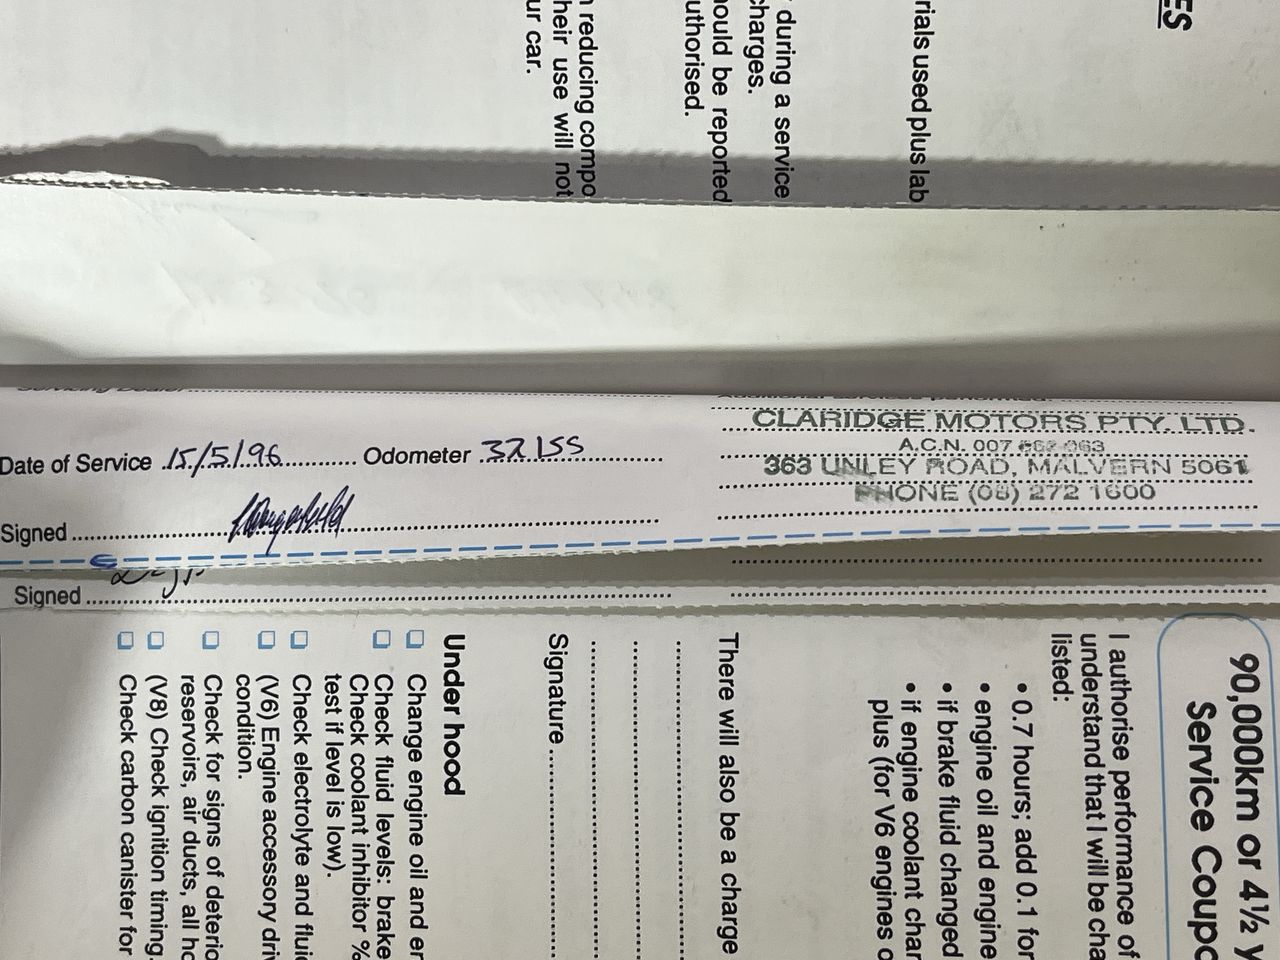 ES
rials used plus lab
during a service
charges.
ould be reported
uthorised.
reducing compo
heir use will not
ur car.
Date of Service 15/5/96 Odometer 32155
Signed
CLARIDGE MOTORS PTY. LTD.
A.C.N. 007
363 UNLEY ROAD, MALVERN 5061
PHONE (08) 272 1600
Signed
90,000km or 4½ y
Service Coupo
I authorise performance of
understand that I will be cha
listed:
• 0.7 hours; add 0.1 for
• engine oil and engine
• if brake fluid changed
• if engine coolant char
plus (for V6 engines o
There will also be a charge
Signature
Under hood
Change engine oil and er
Check fluid levels: brake
Check coolant inhibitor %
test if level is low).
Check electrolyte and fluid
(V6) Engine accessory driv
condition.
Check for signs of deterio
reservoirs, air ducts, all ho
(V8) Check ignition timing.
Check carbon canister for